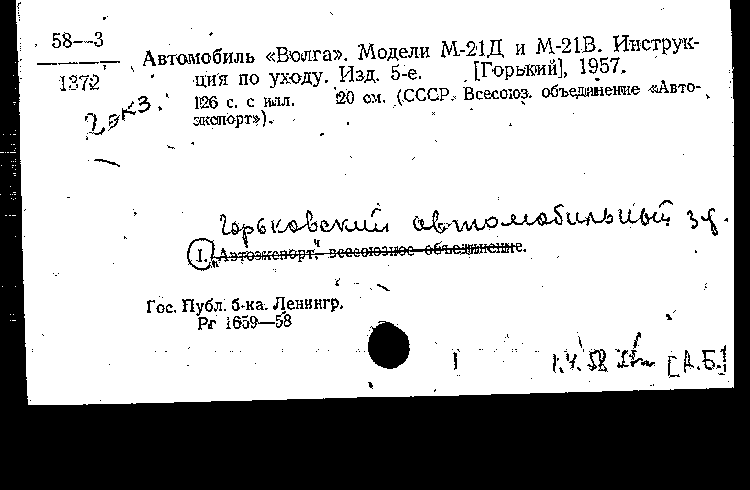 58—3
1372
2 экз.
Автомобиль «Волга». Модели М-21Д и М-21В. Инструк-
ция по уходу. Изд. 5-е. [Горький], 1957.
126 с. с илл. 20 см. (СССР. Всесоюз. объединение «Авто-
экспорт»).
Горьковский автомобильный з-д.
I. „Автоэкспорт“, всесоюзное объединение.
Гос. Публ. б-ка. Ленингр.
Рг 1659—58
1 1.4.58 [А.Б.]